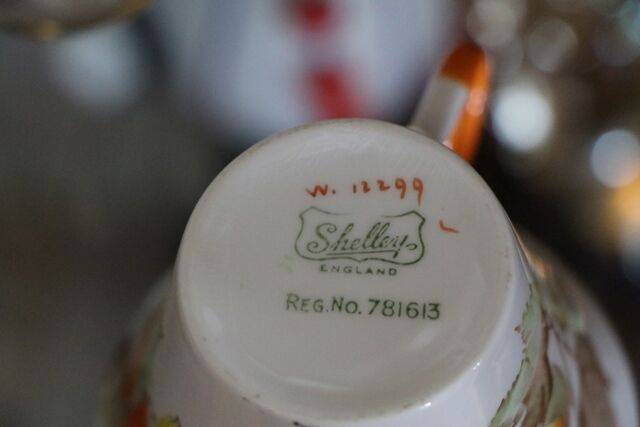 W. 12299
Shelley
ENGLAND
REG. NO. 781613